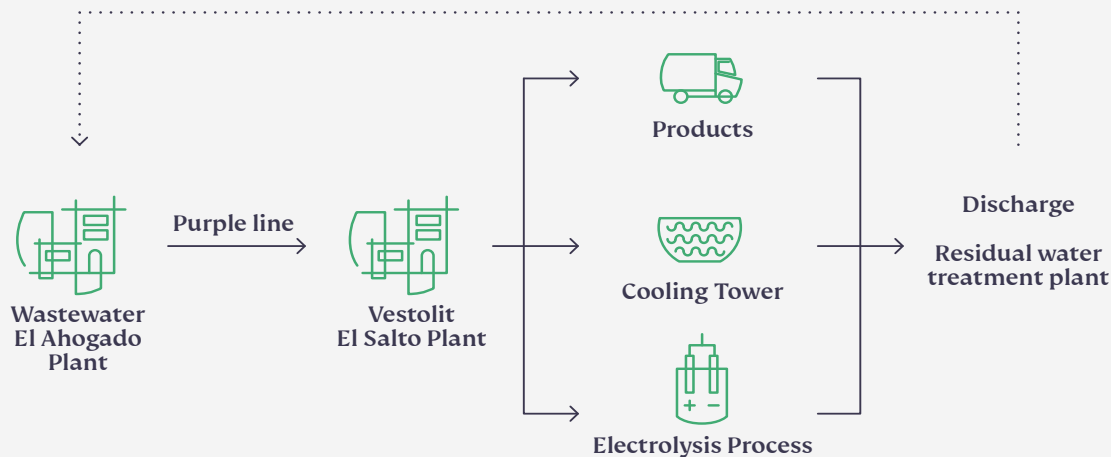 Wastewater
El Ahogado
Plant
Purple line
Vestolit
El Salto Plant
Products
Cooling Tower
+ −
Electrolysis Process
Discharge
Residual water
treatment plant